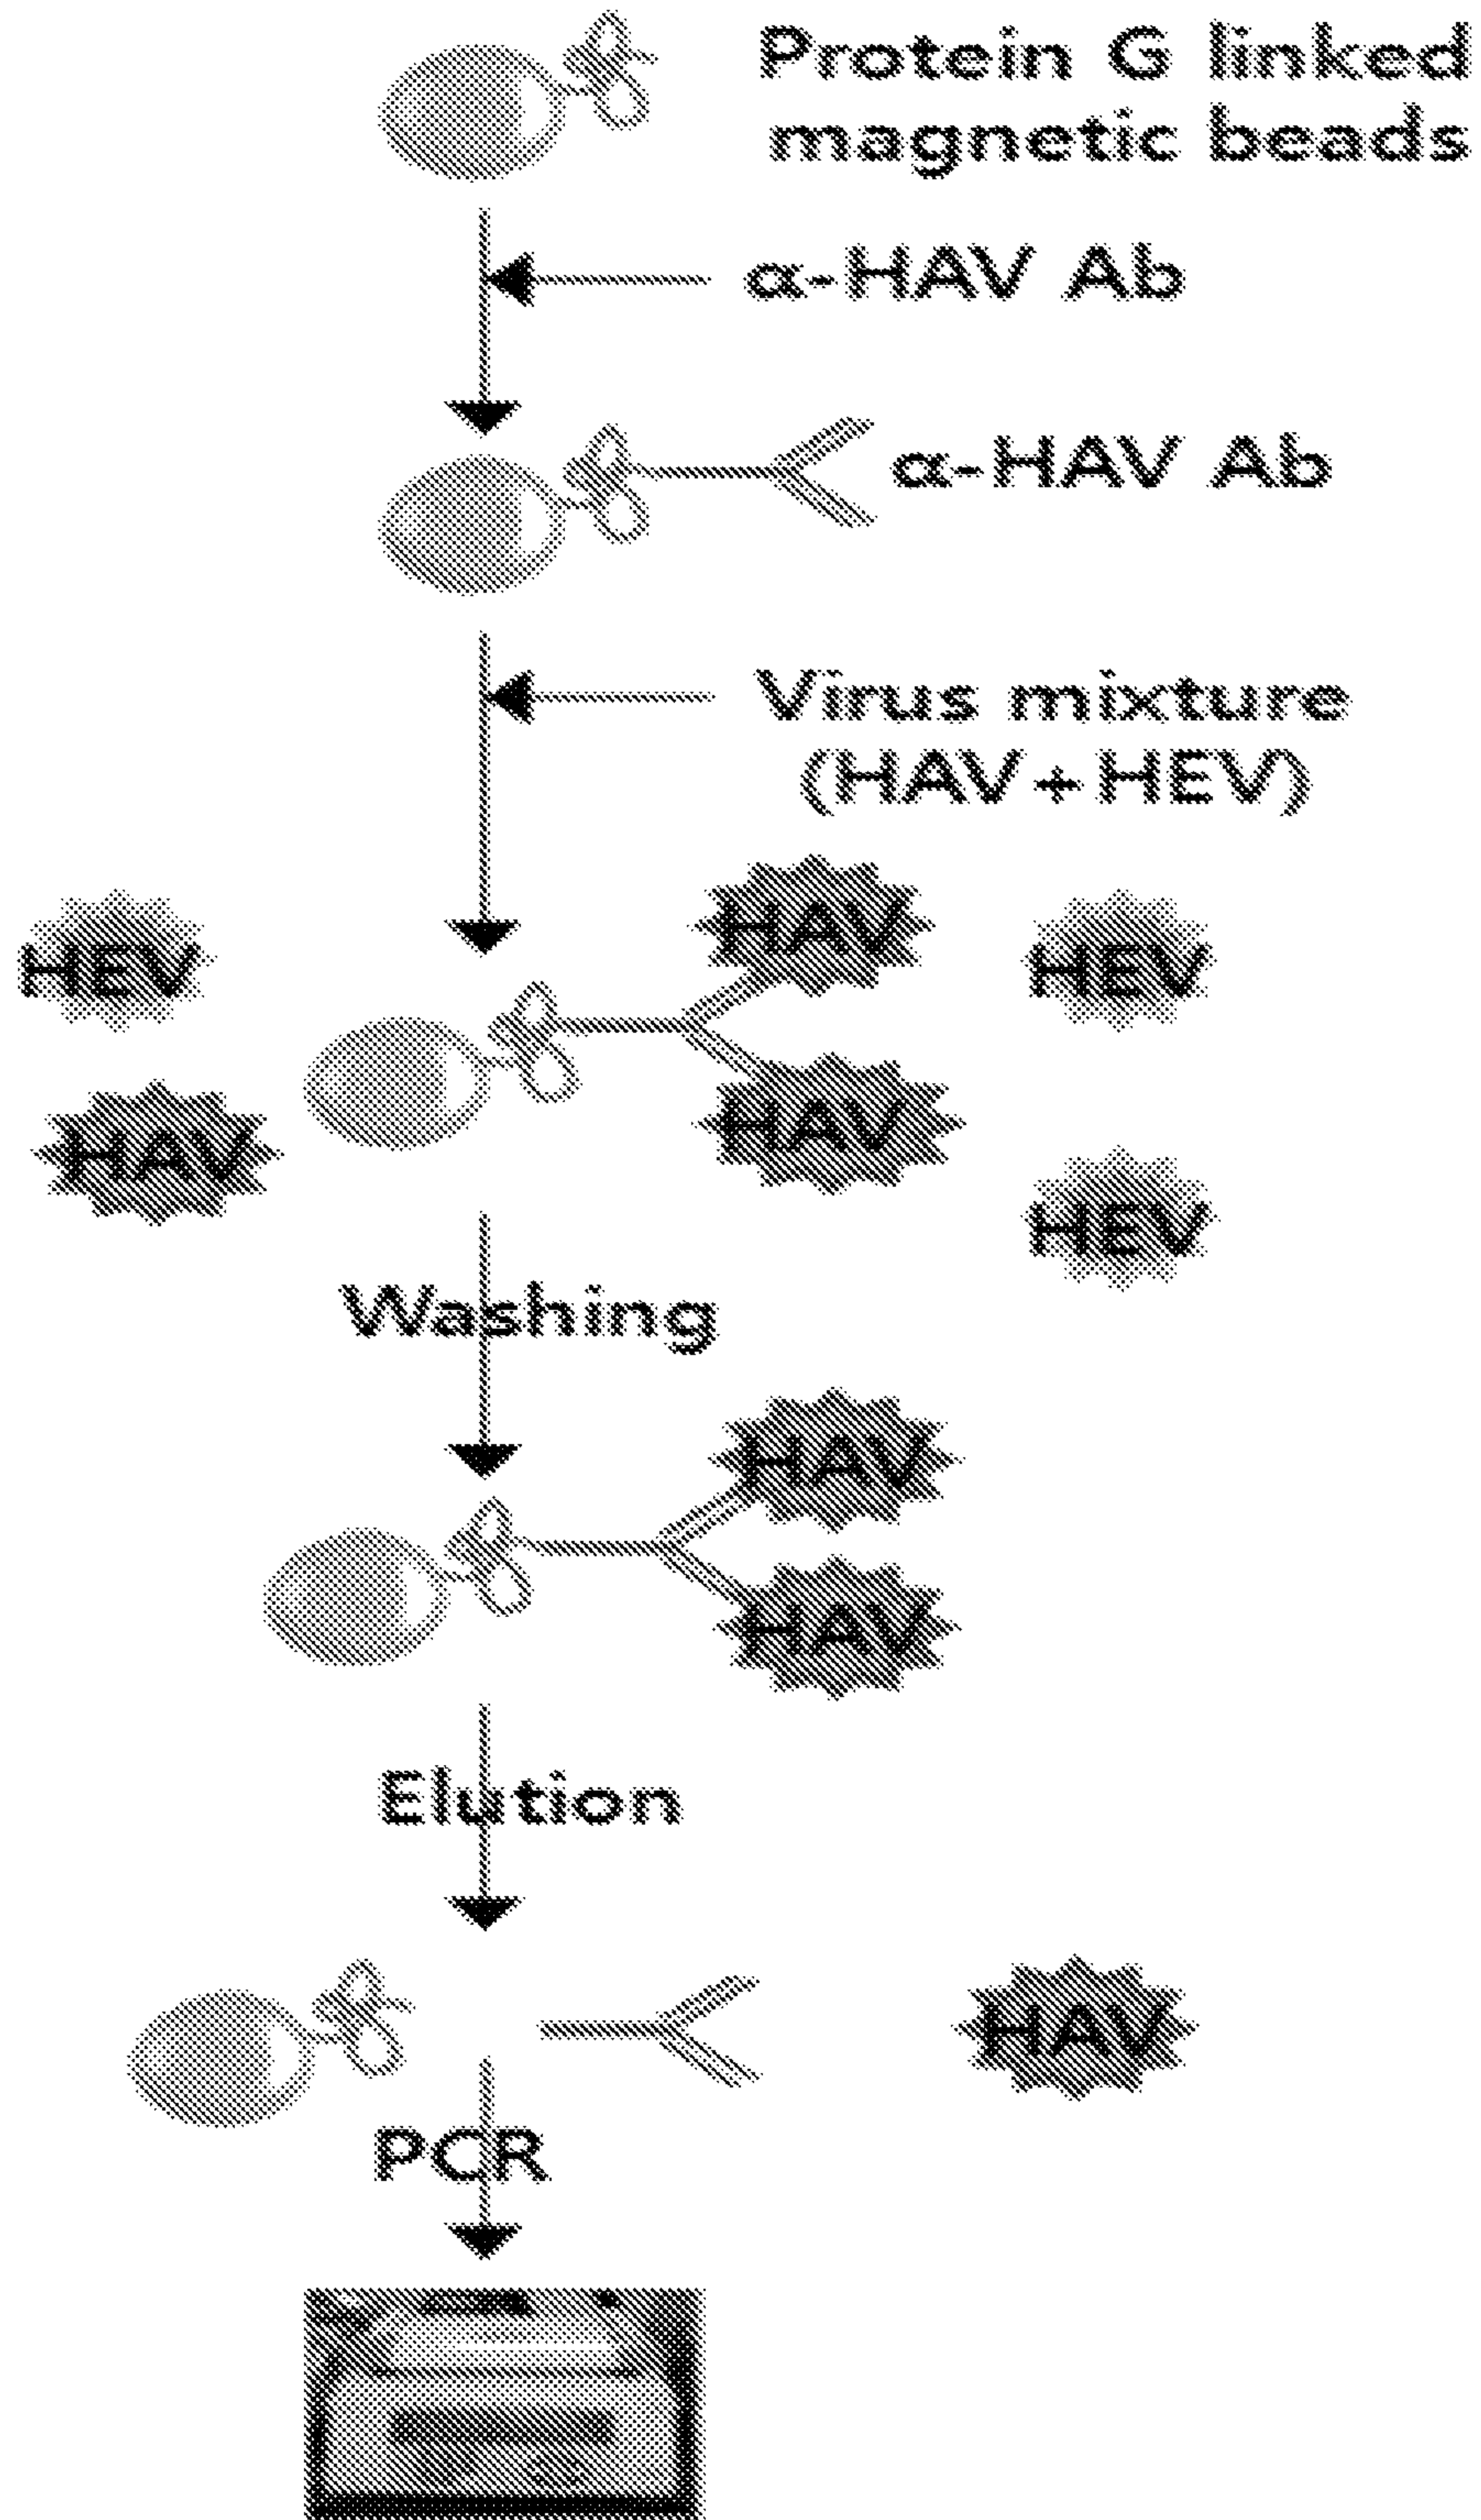 Protein G linked
magnetic beads
α-HAV Ab
α-HAV Ab
Virus mixture
(HAV+HEV)
HAV
HEV
HEV
HAV
HAV
HEV
Washing
HAV
HAV
Elution
HAV
PCR